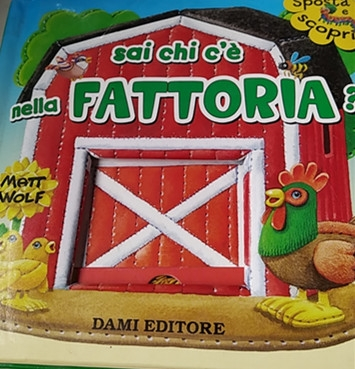 Sposta
e
scopri
sai chi c'è
nella FATTORIA?
MATT
WOLF
DAMI EDITORE